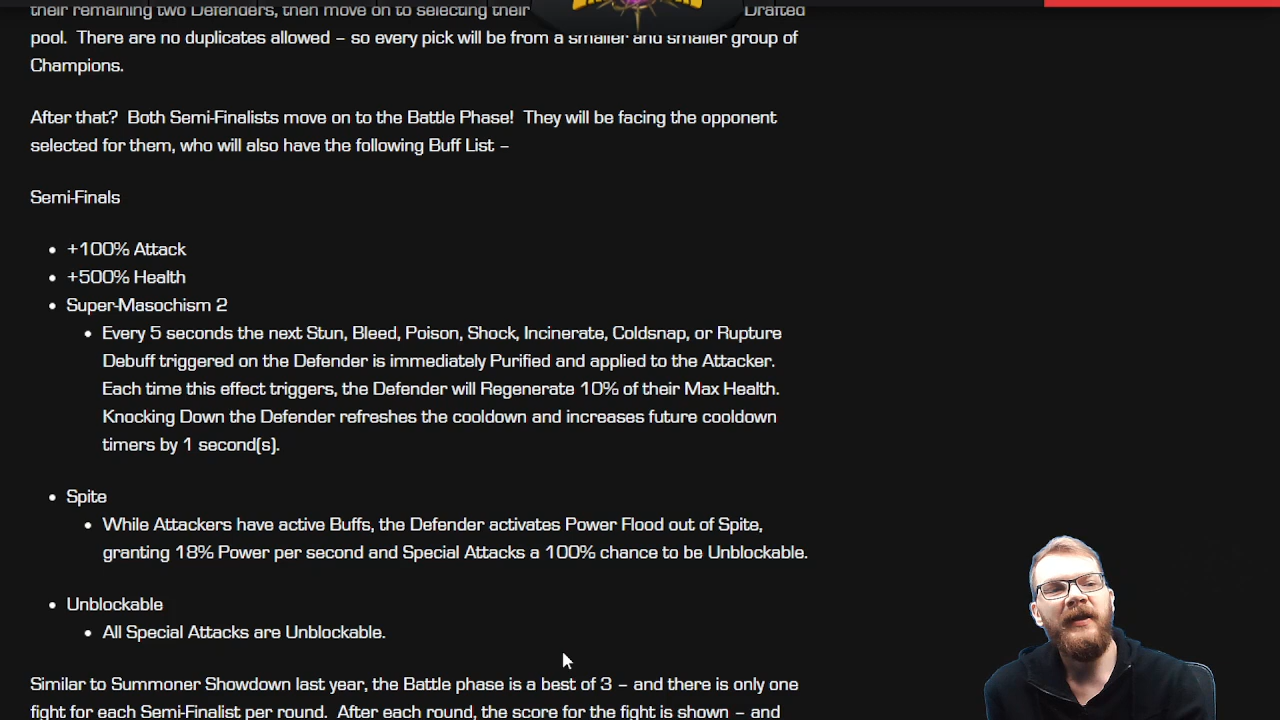 their remaining two Defenders, then move on to selecting their Drafted
pool. There are no duplicates allowed – so every pick will be from a smaller and smaller group of
Champions.
After that? Both Semi-Finalists move on to the Battle Phase! They will be facing the opponent
selected for them, who will also have the following Buff List –
Semi-Finals
• +100% Attack
• +500% Health
• Super-Masochism 2
• Every 5 seconds the next Stun, Bleed, Poison, Shock, Incinerate, Coldsnap, or Rupture
Debuff triggered on the Defender is immediately Purified and applied to the Attacker.
Each time this effect triggers, the Defender will Regenerate 10% of their Max Health.
Knocking Down the Defender refreshes the cooldown and increases future cooldown
timers by 1 second(s).
• Spite
• While Attackers have active Buffs, the Defender activates Power Flood out of Spite,
granting 18% Power per second and Special Attacks a 100% chance to be Unblockable.
• Unblockable
• All Special Attacks are Unblockable.
Similar to Summoner Showdown last year, the Battle phase is a best of 3 – and there is only one
fight for each Semi-Finalist per round. After each round, the score for the fight is shown – and